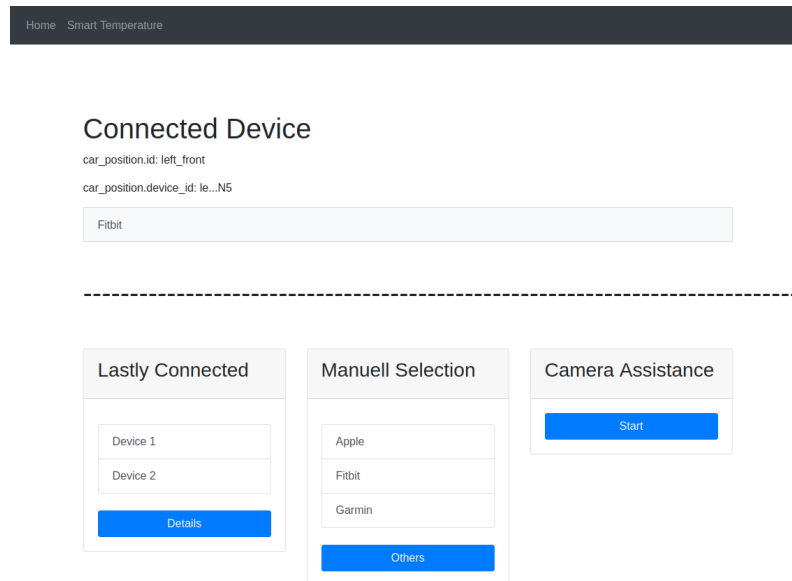 Home Smart Temperature
Connected Device
car_position.id: left_front
car_position.device_id: le...N5
Fitbit
Lastly Connected
Device 1
Device 2
Details
Manuell Selection
Apple
Fitbit
Garmin
Others
Camera Assistance
Start